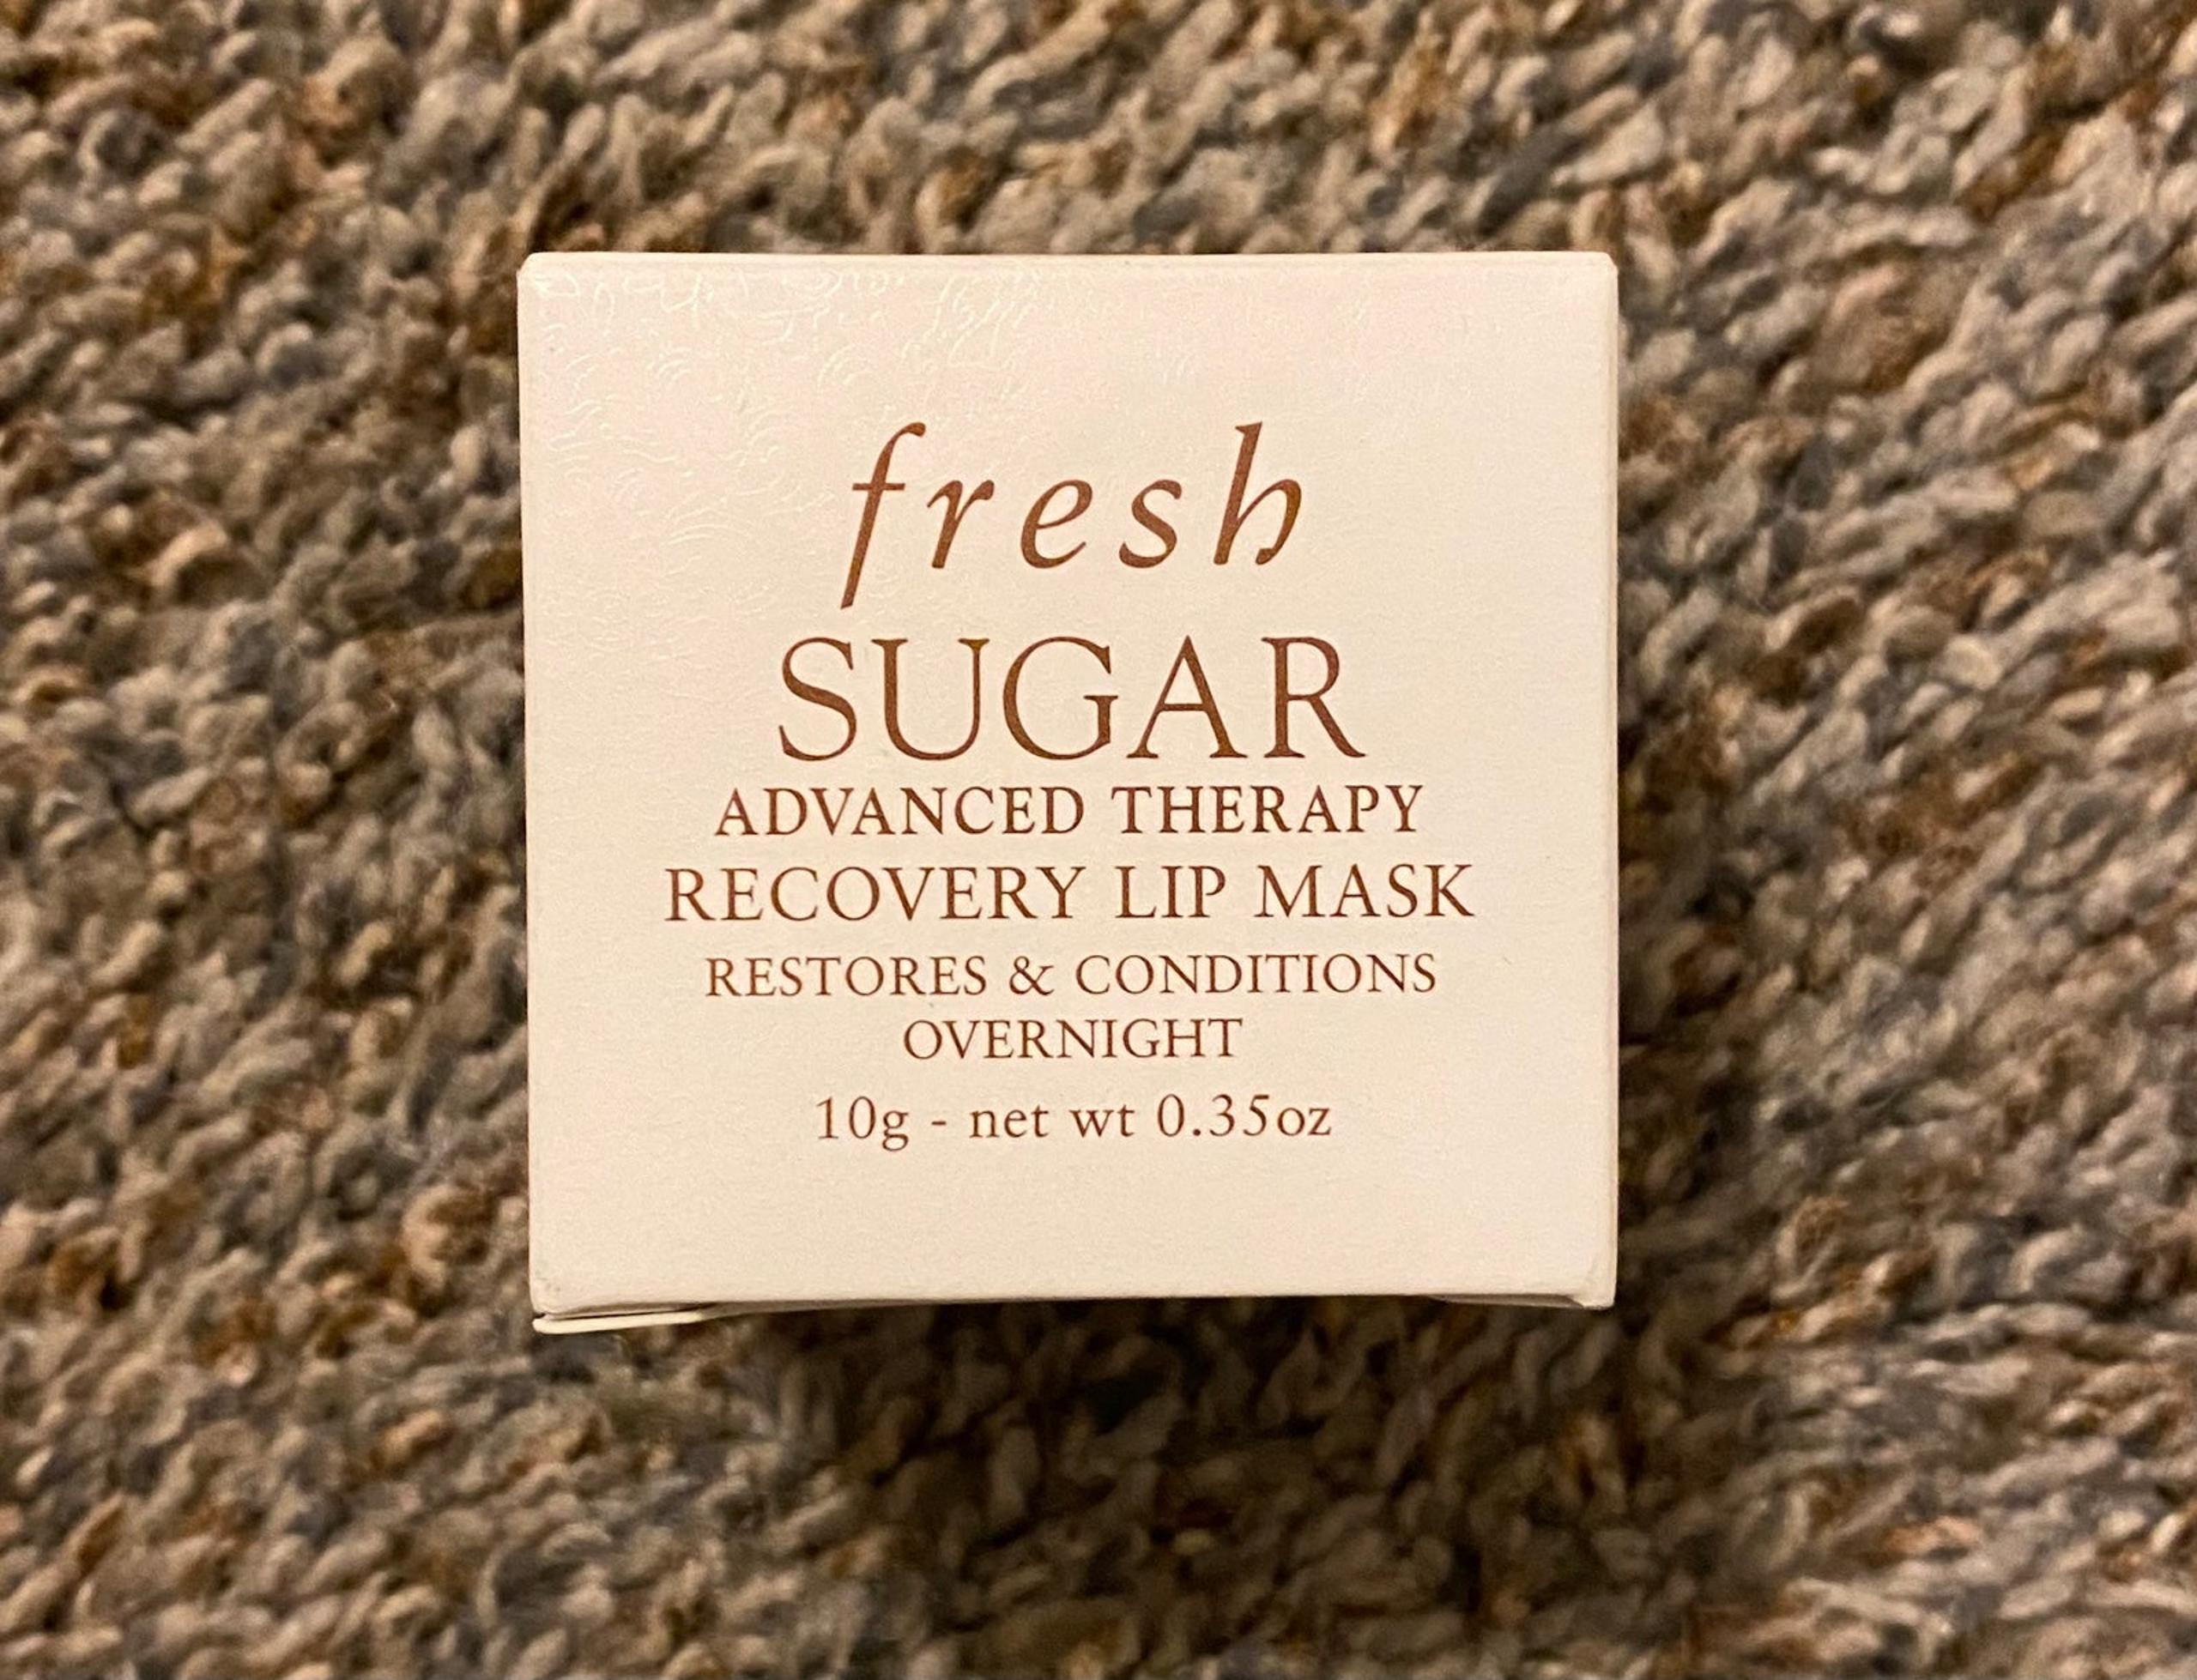 fresh
SUGAR
ADVANCED THERAPY
RECOVERY LIP MASK
RESTORES & CONDITIONS
OVERNIGHT
10g - net wt 0.35oz